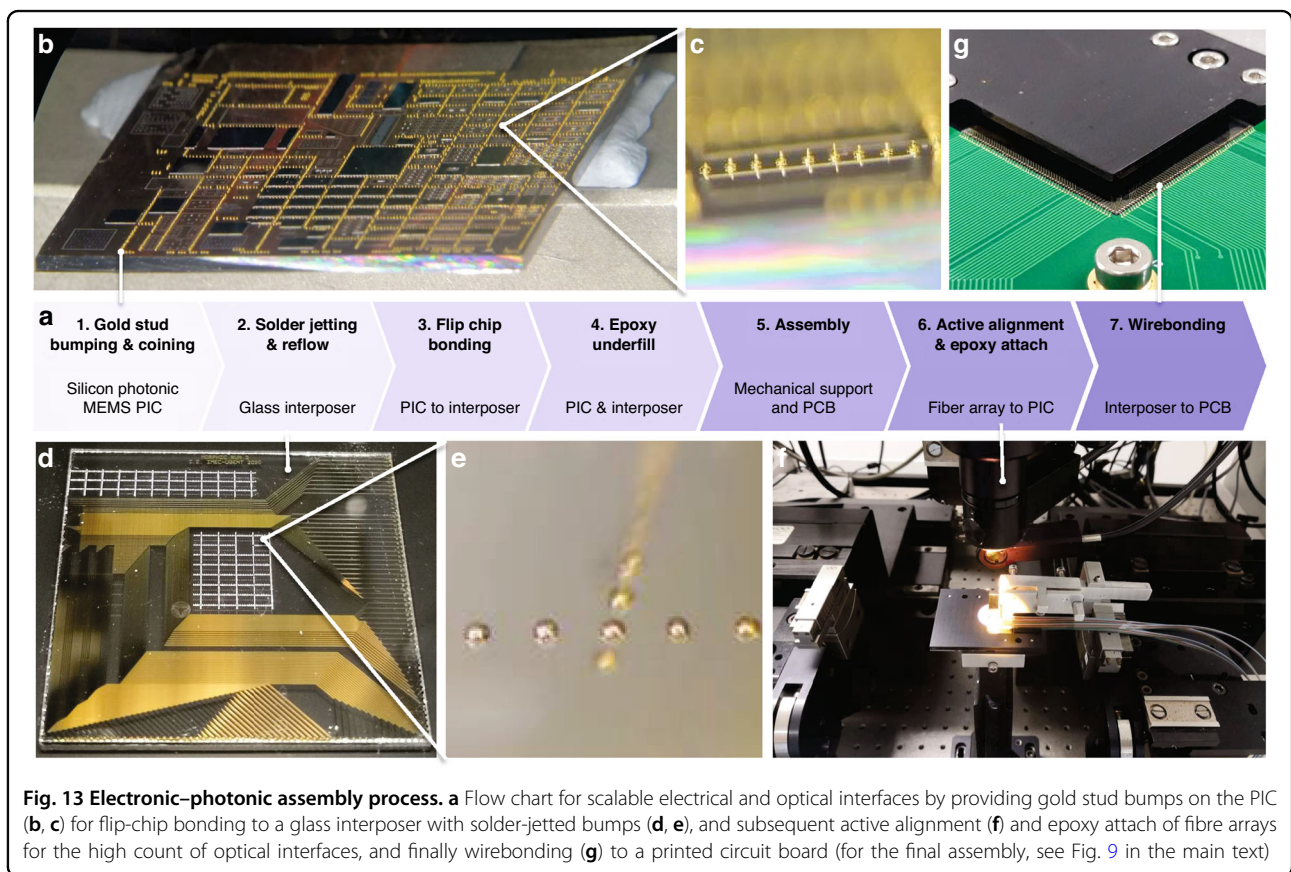 b
c
g
a
1. Gold stud
bumping & coining
Silicon photonic
MEMS PIC
2. Solder jetting
& reflow
Glass interposer
3. Flip chip
bonding
PIC to interposer
4. Epoxy
underfill
PIC & interposer
5. Assembly
Mechanical support
and PCB
6. Active alignment
& epoxy attach
Fiber array to PIC
7. Wirebonding
Interposer to PCB
d
e
f
Fig. 13 Electronic–photonic assembly process. a Flow chart for scalable electrical and optical interfaces by providing gold stud bumps on the PIC
(b, c) for flip-chip bonding to a glass interposer with solder-jetted bumps (d, e), and subsequent active alignment (f) and epoxy attach of fibre arrays
for the high count of optical interfaces, and finally wirebonding (g) to a printed circuit board (for the final assembly, see Fig. 9 in the main text)